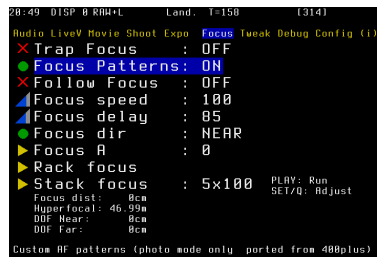 20:49 DISP 0 RAW+L Land. T=158 [314]
Audio LiveV Movie Shoot Expo Focus Tweak Debug Config (i)
Trap Focus : OFF
Focus Patterns: ON
Follow Focus : OFF
Focus speed : 100
Focus delay : 85
Focus dir : NEAR
Focus A : 0
Rack focus
Stack focus : 5x100 PLAY: Run
SET/Q: Adjust
Focus dist: 0cm
Hyperfocal: 46.99m
DOF Near: 0cm
DOF Far: 0cm
Custom AF patterns (photo mode only ported from 400plus)